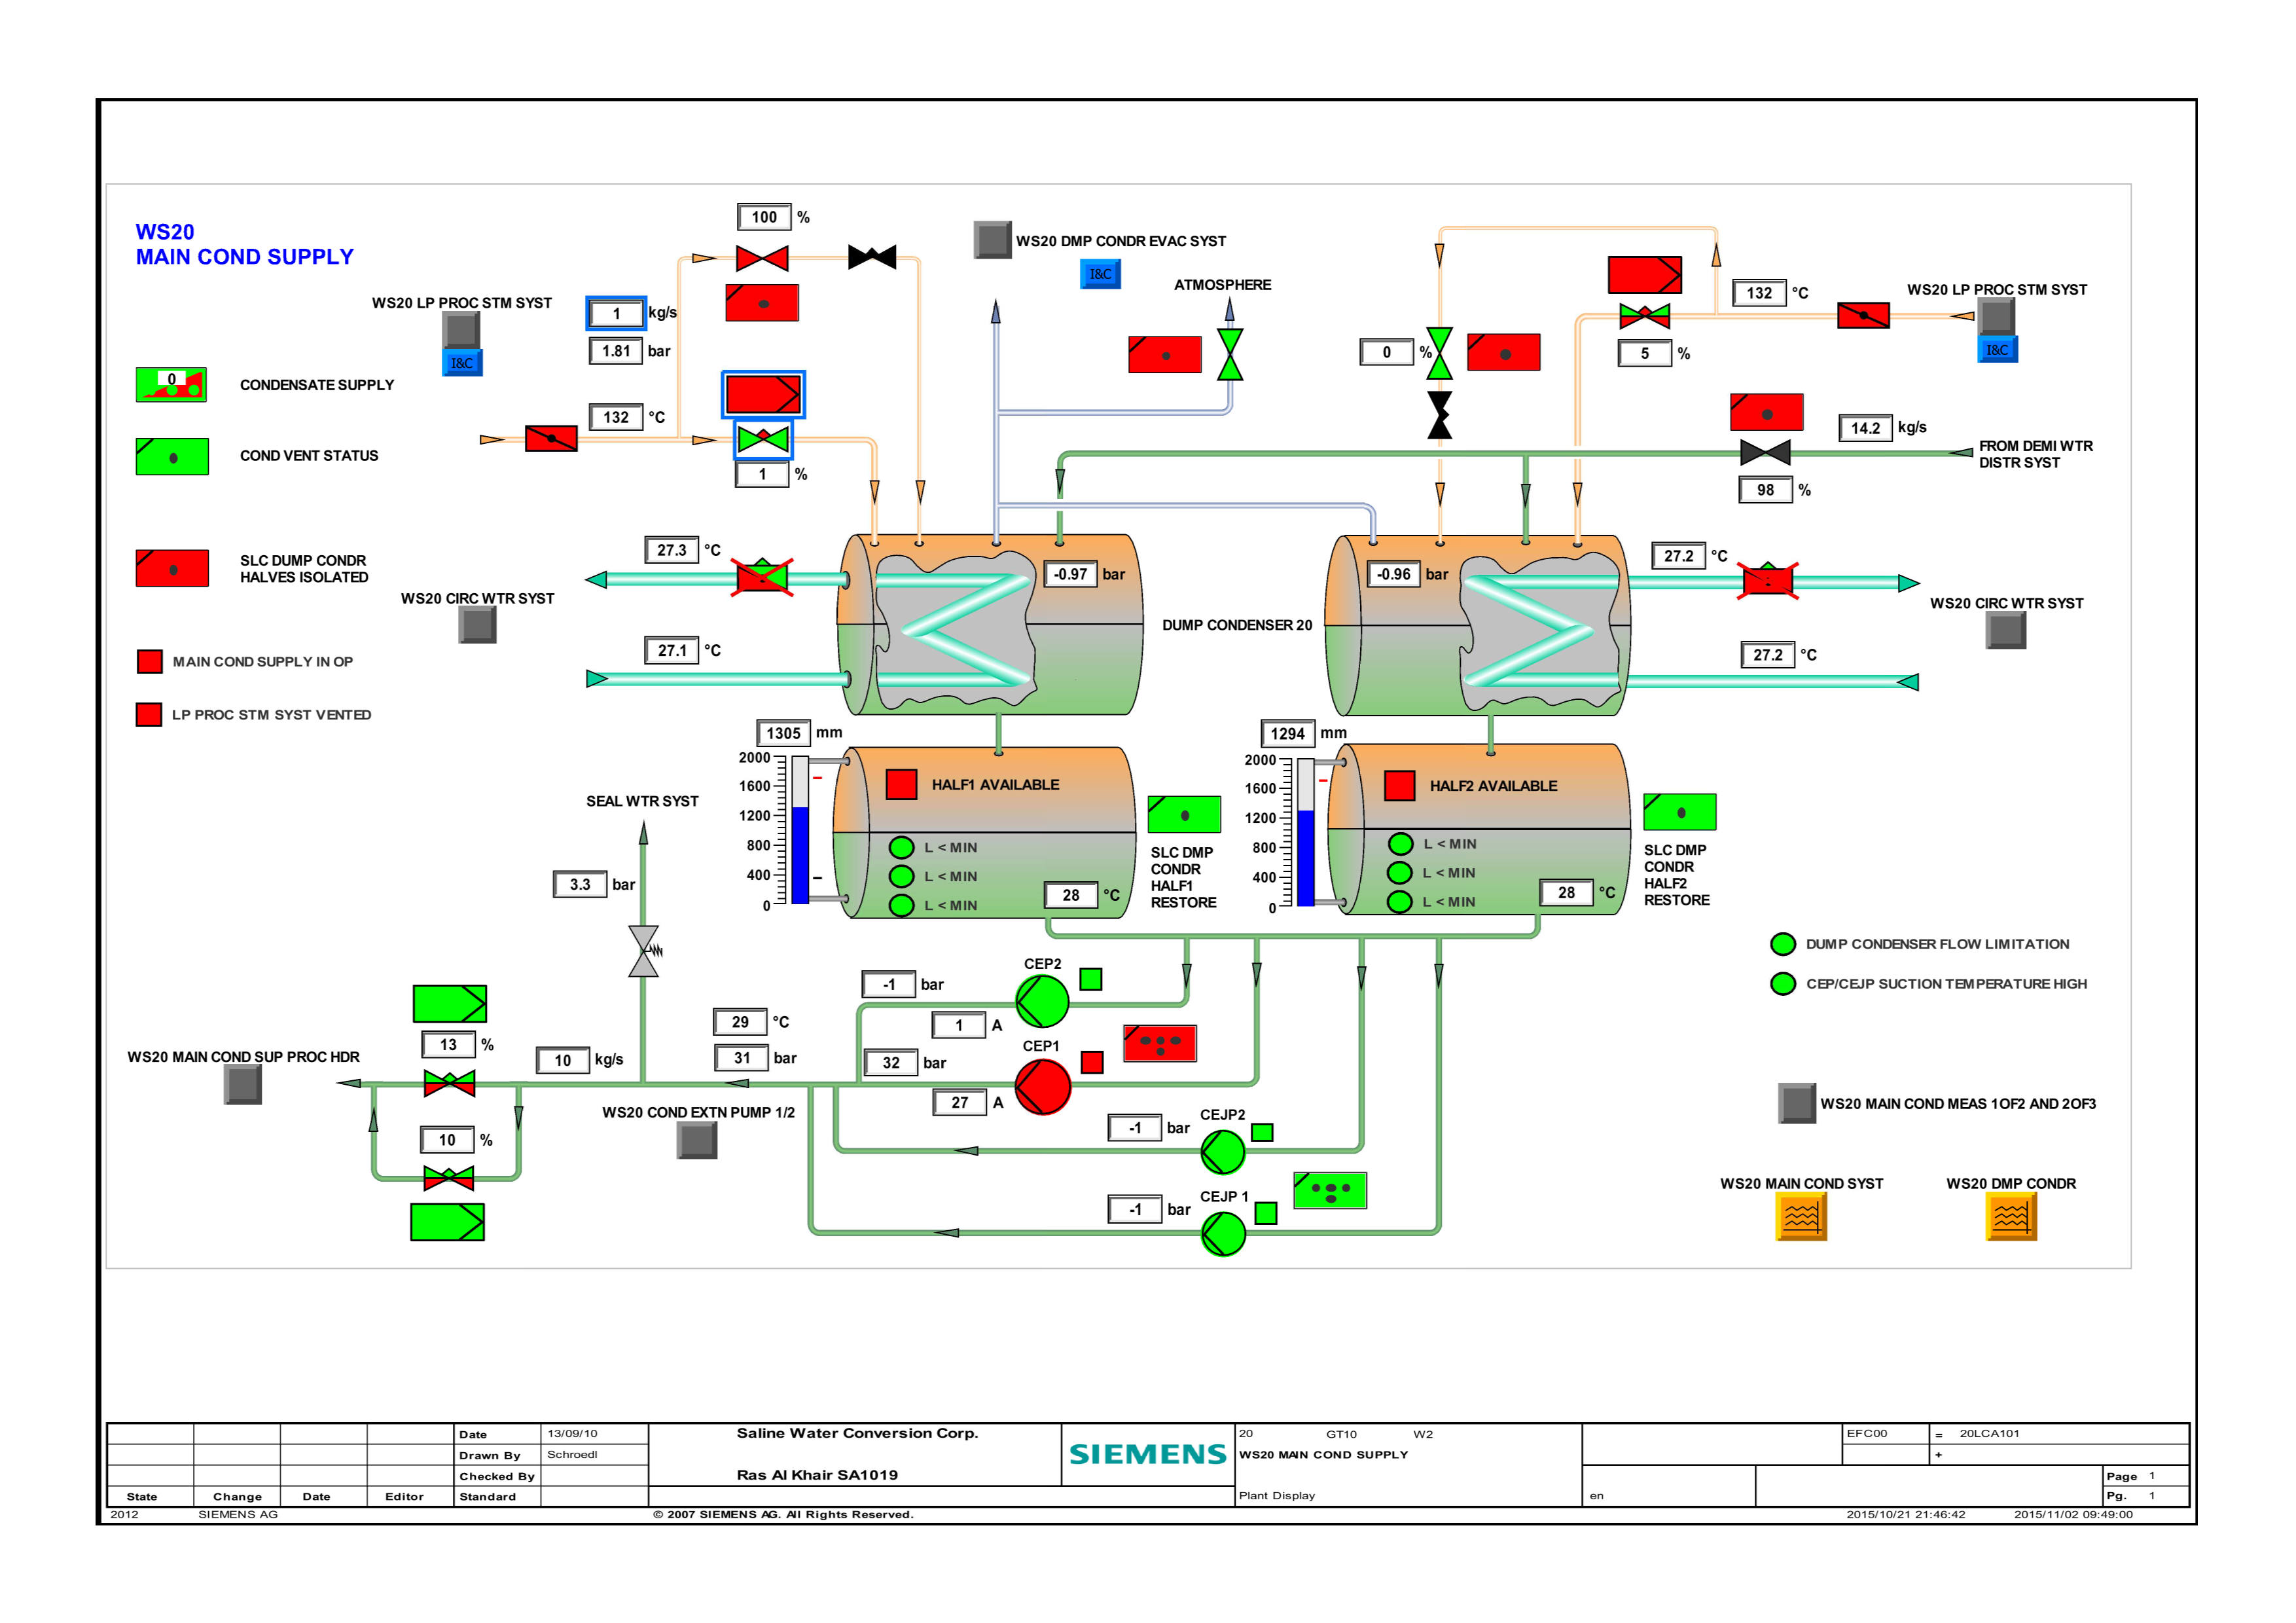 WS20
MAIN COND SUPPLY
100 %
WS20 DMP CONDR EVAC SYST
I&C
ATMOSPHERE
WS20 LP PROC STM SYST
I&C
1 kg/s
1.81 bar
132 °C
1 %
0 %
5 %
132 °C
WS20 LP PROC STM SYST
I&C
0
CONDENSATE SUPPLY
COND VENT STATUS
14.2 kg/s
FROM DEMI WTR
DISTR SYST
98 %
SLC DUMP CONDR
HALVES ISOLATED
27.3 °C
WS20 CIRC WTR SYST
27.1 °C
-0.97 bar
DUMP CONDENSER 20
-0.96 bar
27.2 °C
WS20 CIRC WTR SYST
27.2 °C
MAIN COND SUPPLY IN OP
LP PROC STM SYST VENTED
1305 mm
2000
1600
1200
800
400
0
HALF1 AVAILABLE
L < MIN
L < MIN
L < MIN
28 °C
SLC DMP
CONDR
HALF1
RESTORE
1294 mm
2000
1600
1200
800
400
0
HALF2 AVAILABLE
L < MIN
L < MIN
L < MIN
28 °C
SLC DMP
CONDR
HALF2
RESTORE
SEAL WTR SYST
3.3 bar
DUMP CONDENSER FLOW LIMITATION
CEP/CEJP SUCTION TEMPERATURE HIGH
CEP2
-1 bar
1 A
29 °C
31 bar
32 bar
CEP1
27 A
13 %
WS20 MAIN COND SUP PROC HDR
10 kg/s
10 %
WS20 COND EXTN PUMP 1/2
CEJP2
-1 bar
CEJP 1
-1 bar
WS20 MAIN COND MEAS 1OF2 AND 2OF3
WS20 MAIN COND SYST
WS20 DMP CONDR
Date 13/09/10
Drawn By Schroedl
Checked By
State Change Date Editor Standard
Saline Water Conversion Corp.
Ras Al Khair SA1019
SIEMENS
20 GT10 W2
WS20 MAIN COND SUPPLY
Plant Display
en
EFC00 = 20LCA101
+
Page 1
Pg. 1
2012 SIEMENS AG © 2007 SIEMENS AG. All Rights Reserved. 2015/10/21 21:46:42 2015/11/02 09:49:00